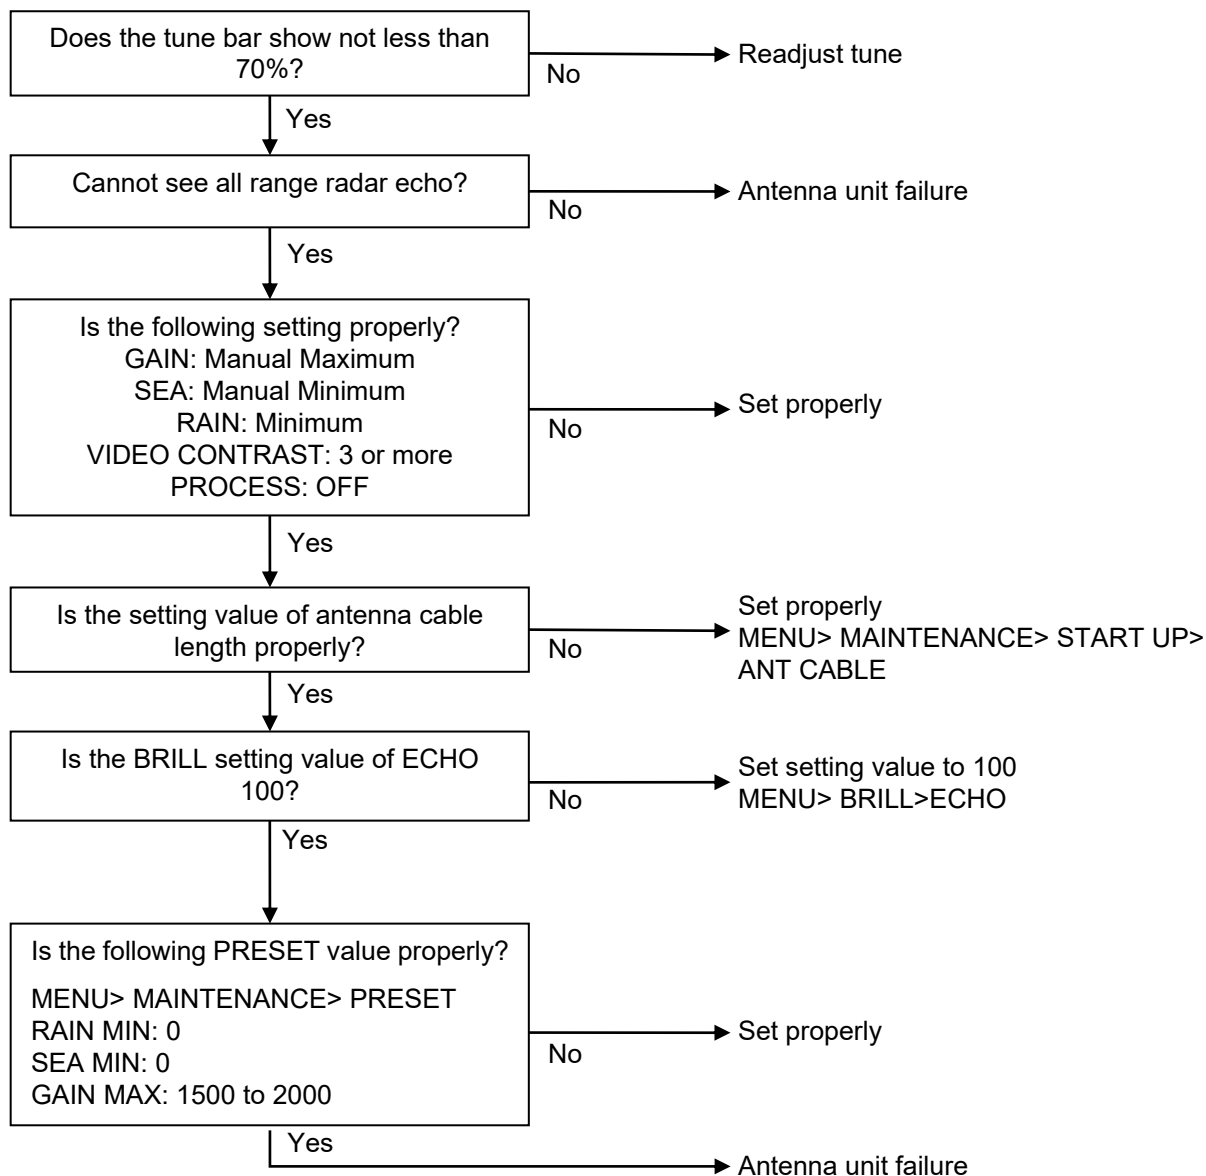 Does the tune bar show not less than
70%?
No
Readjust tune
Yes
Cannot see all range radar echo?
No
Antenna unit failure
Yes
Is the following setting properly?
GAIN: Manual Maximum
SEA: Manual Minimum
RAIN: Minimum
VIDEO CONTRAST: 3 or more
PROCESS: OFF
No
Set properly
Yes
Is the setting value of antenna cable
length properly?
No
Set properly
MENU> MAINTENANCE> START UP>
ANT CABLE
Yes
Is the BRILL setting value of ECHO
100?
No
Set setting value to 100
MENU> BRILL>ECHO
Yes
Is the following PRESET value properly?
MENU> MAINTENANCE> PRESET
RAIN MIN: 0
SEA MIN: 0
GAIN MAX: 1500 to 2000
No
Set properly
Yes
Antenna unit failure